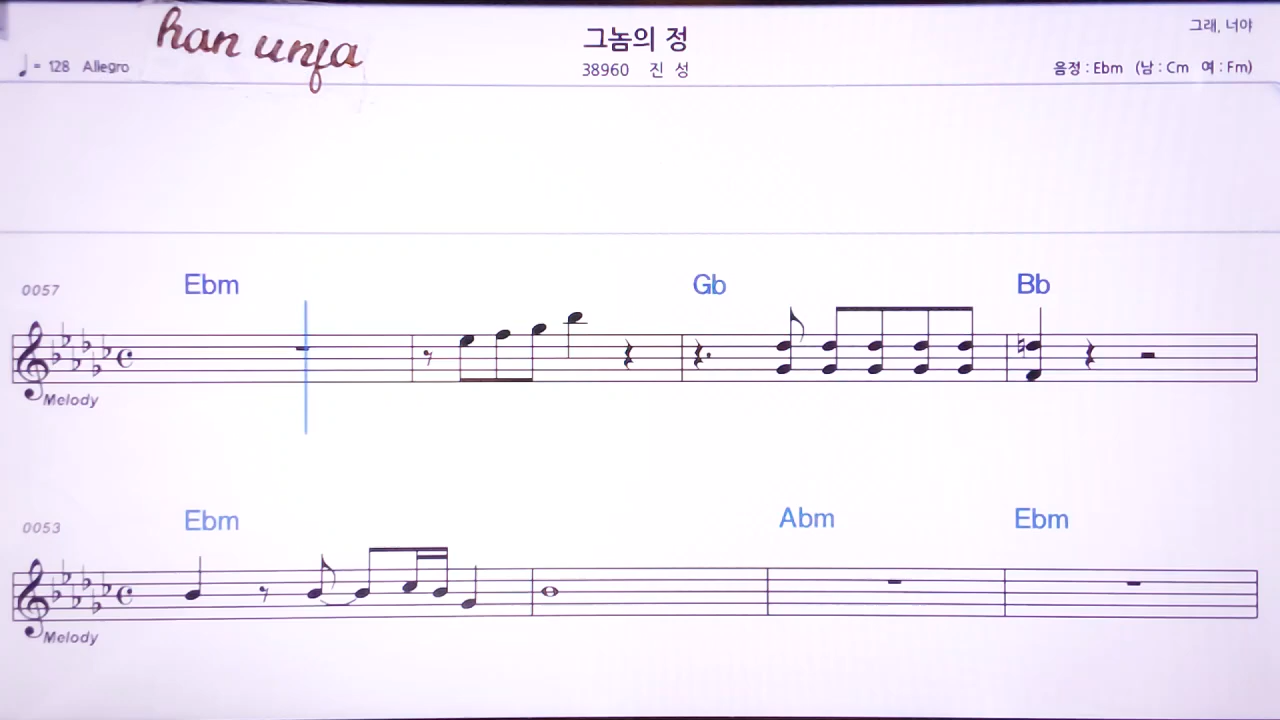 han unfa
그놈의 정
그래, 너야
♩= 128 Allegro
38960 진 성
음정 : Ebm (남 : Cm 여 : Fm)
0057
Ebm Gb Bb
Melody
0053
Ebm Abm Ebm
Melody